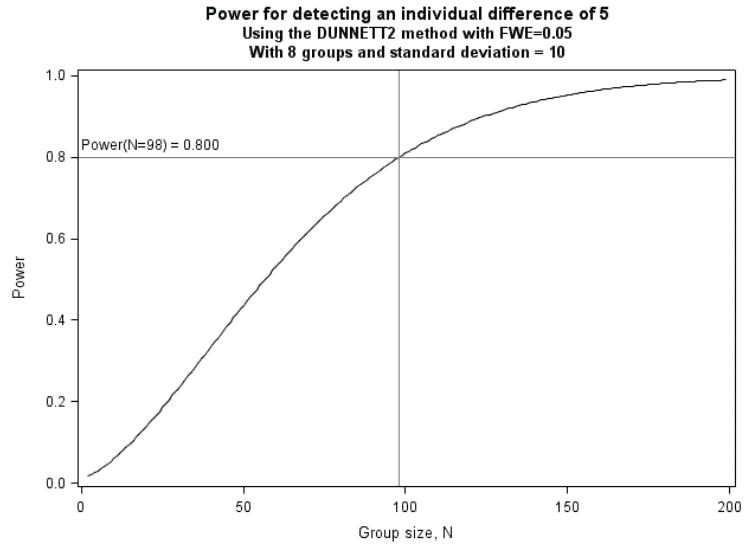 Power for detecting an individual difference of 5
Using the DUNNETT2 method with FWE=0.05
With 8 groups and standard deviation = 10
1.0
Power(N=98) = 0.800
0.8
0.6
Power
0.4
0.2
0.0
0 50 100 150 200
Group size, N